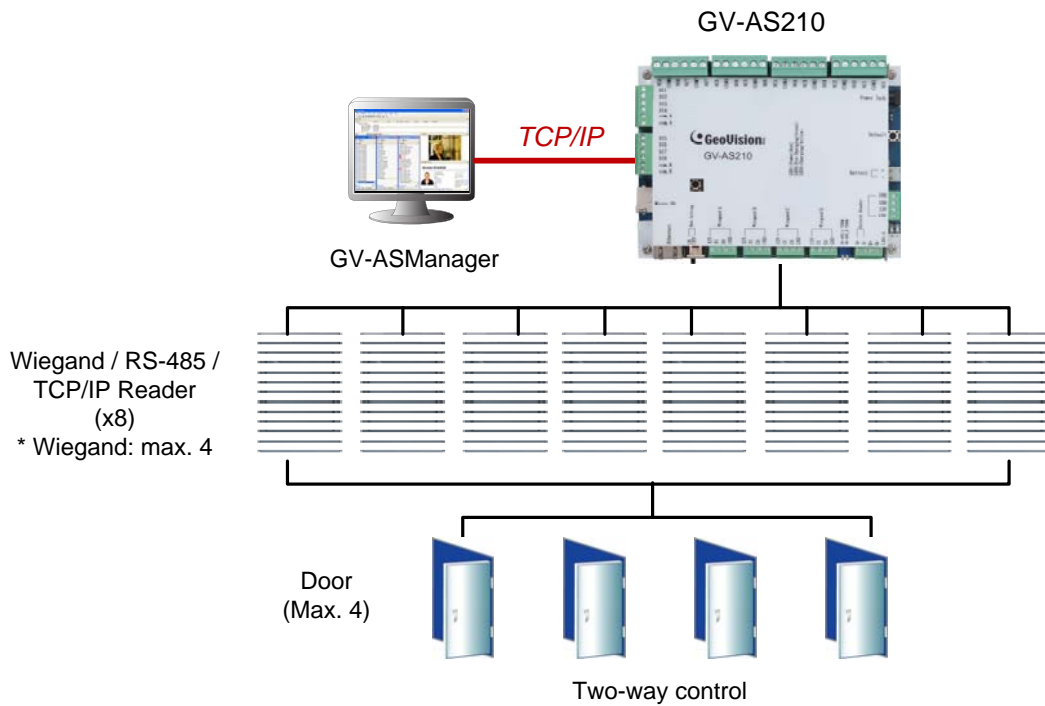 GV-AS210
TCP/IP
GeoVision
GV-AS210
GV-ASManager
Wiegand / RS-485 /
TCP/IP Reader
(x8)
* Wiegand: max. 4
Door
(Max. 4)
Two-way control